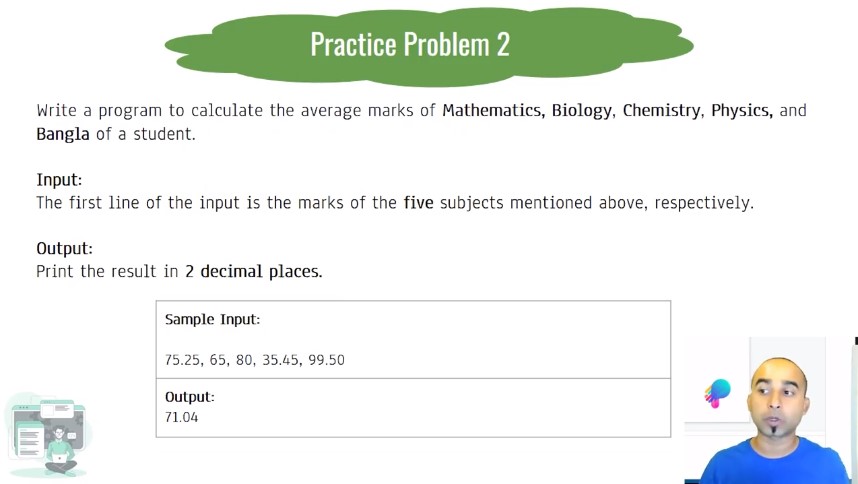 Practice Problem 2
Write a program to calculate the average marks of Mathematics, Biology, Chemistry, Physics, and
Bangla of a student.
Input:
The first line of the input is the marks of the five subjects mentioned above, respectively.
Output:
Print the result in 2 decimal places.
Sample Input:
75.25, 65, 80, 35.45, 99.50
Output:
71.04